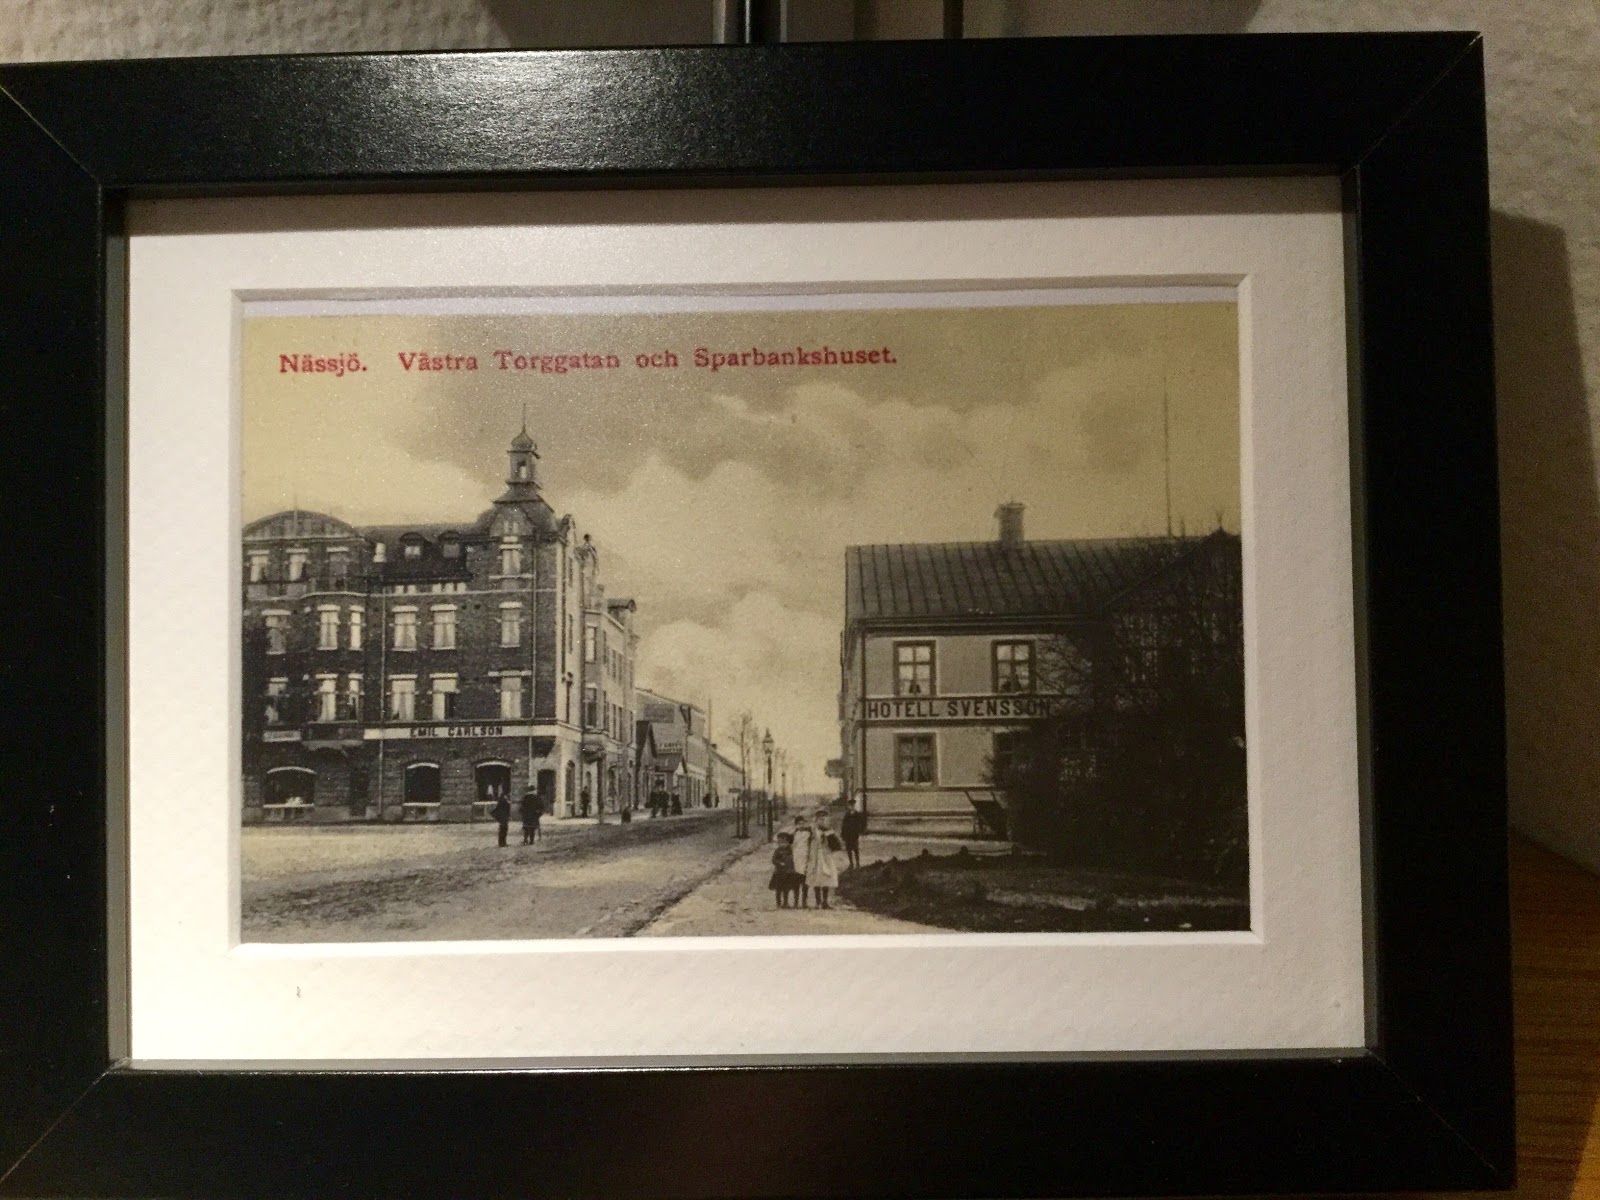 Nässjö. Västra Torggatan och Sparbankshuset.
EMIL CARLSON
HOTELL SVENSSON